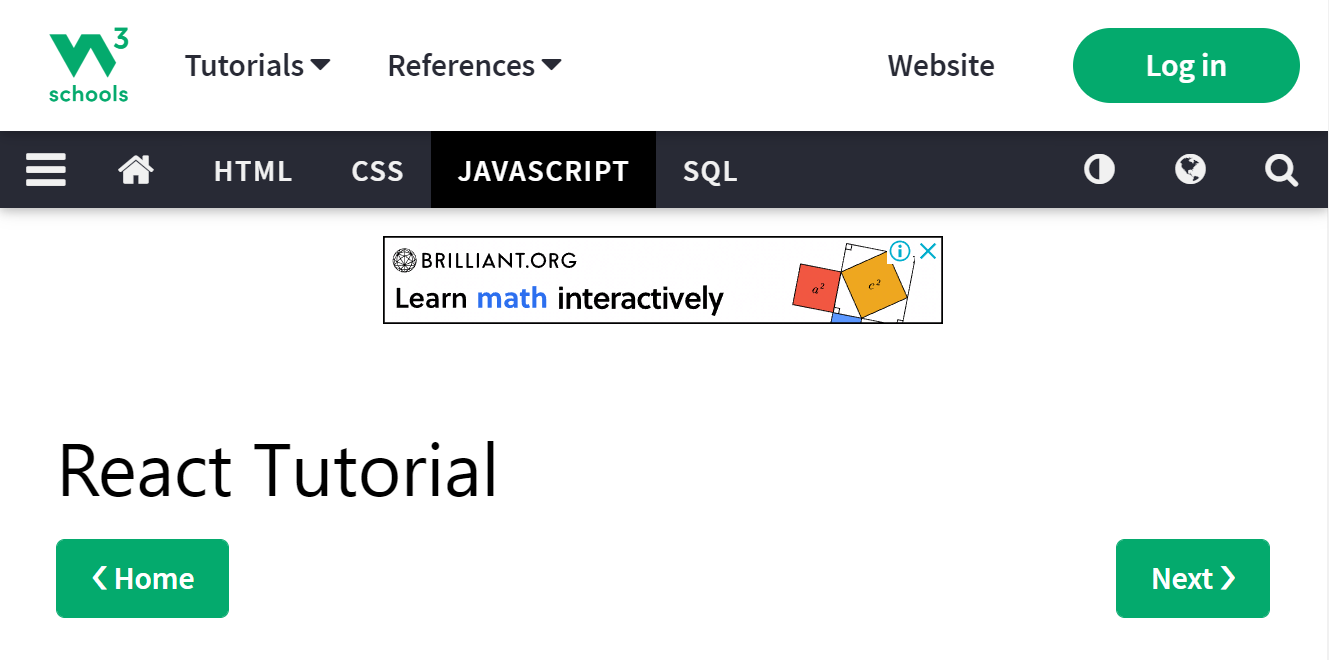 W3 schools
Tutorials References Website Log in
HTML CSS JAVASCRIPT SQL
BRILLIANT.ORG
Learn math interactively
a² c²
React Tutorial
❮ Home Next ❯